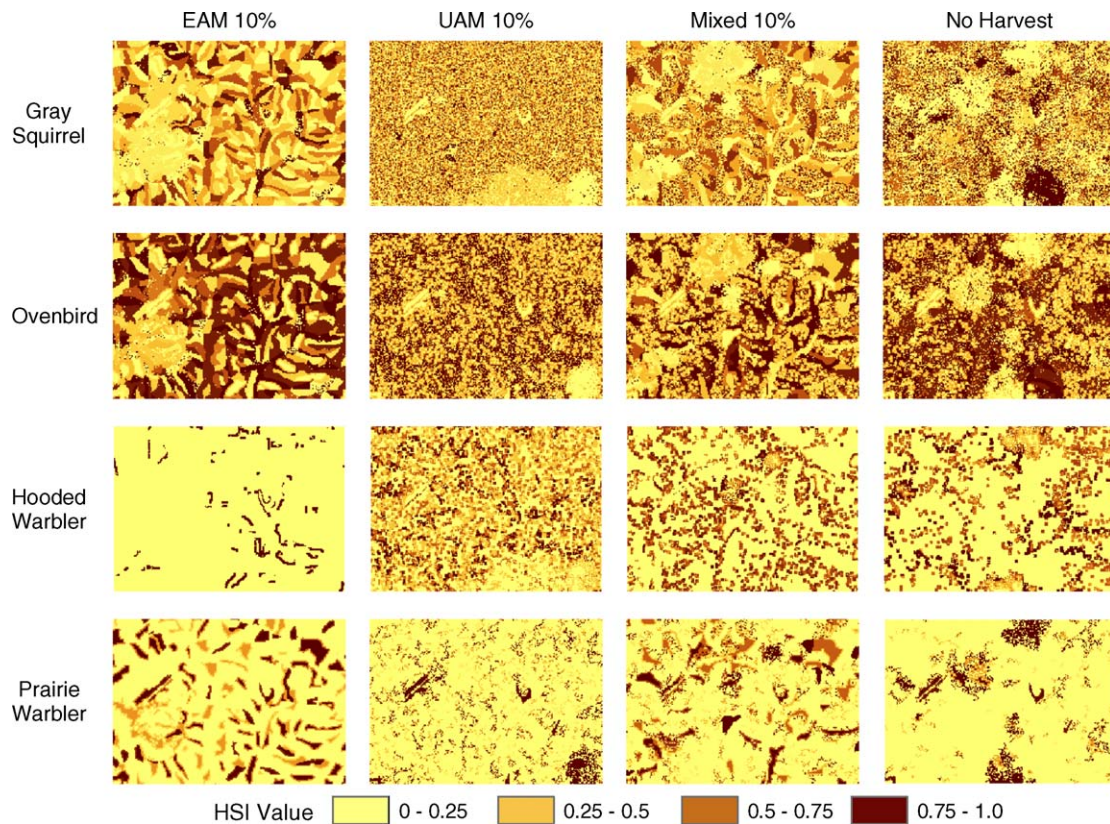 EAM 10% UAM 10% Mixed 10% No Harvest
Gray
Squirrel
Ovenbird
Hooded
Warbler
Prairie
Warbler
HSI Value 0 - 0.25 0.25 - 0.5 0.5 - 0.75 0.75 - 1.0